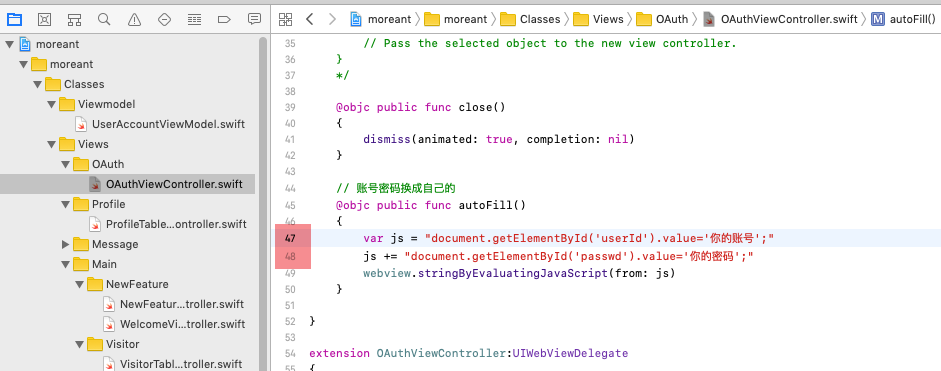 moreant
moreant
Classes
Views
OAuth
OAuthViewController.swift
M
autoFill()
moreant
moreant
Classes
Viewmodel
UserAccountViewModel.swift
Views
OAuth
OAuthViewController.swift
Profile
ProfileTable...ontroller.swift
Message
Main
NewFeature
NewFeatur...troller.swift
WelcomeVi...troller.swift
Visitor
VisitorTabl...troller.swift
35 // Pass the selected object to the new view controller.
36 }
37 */
38
39 @objc public func close()
40 {
41 dismiss(animated: true, completion: nil)
42 }
43
44 // 账号密码换成自己的
45 @objc public func autoFill()
46 {
47 var js = "document.getElementById('userId').value='你的账号';"
48 js += "document.getElementById('passwd').value='你的密码';"
49 webview.stringByEvaluatingJavaScript(from: js)
50 }
51
52 }
53
54 extension OAuthViewController:UIWebViewDelegate
55 {